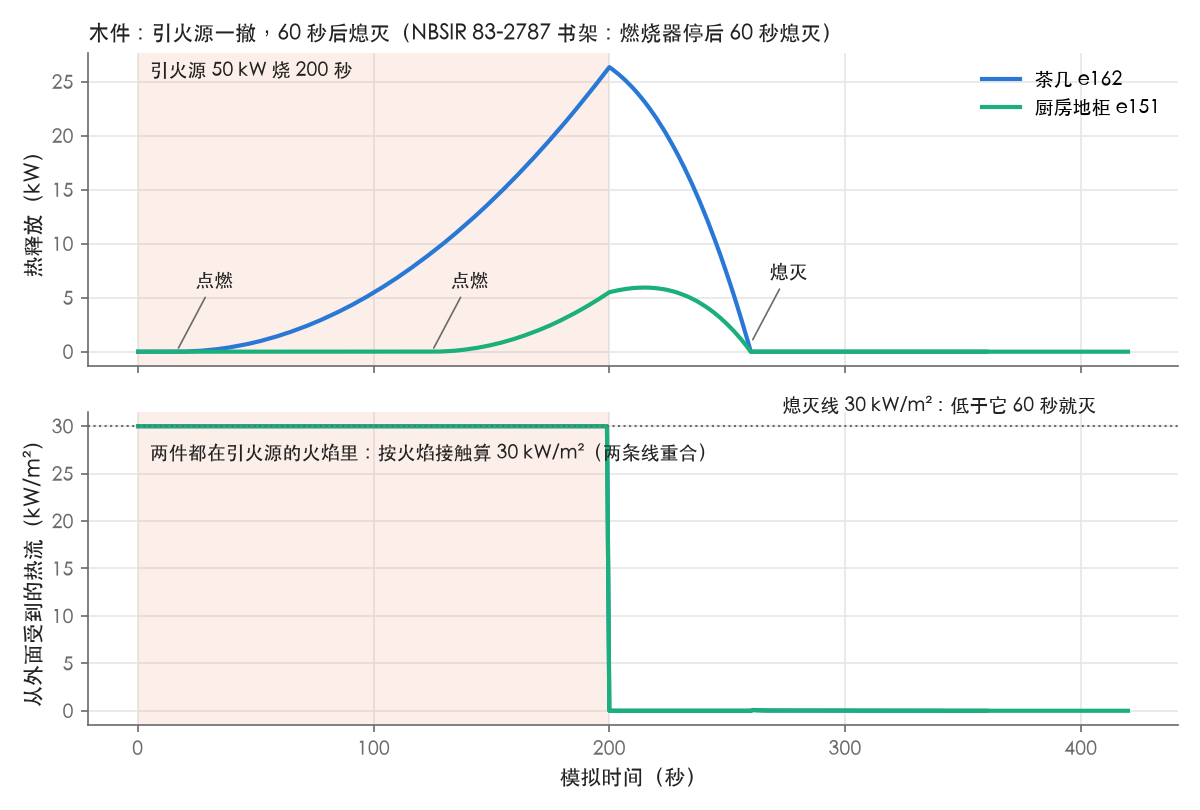 木件：引火源一撤，60 秒后熄灭（NBSIR 83-2787 书架：燃烧器停后 60 秒熄灭）
引火源 50 kW 烧 200 秒
茶几 e162
厨房地柜 e151
热释放（kW）
25
20
15
10
5
0
点燃
点燃
熄灭
熄灭线 30 kW/m²：低于它 60 秒就灭
两件都在引火源的火焰里：按火焰接触算 30 kW/m²（两条线重合）
从外面受到的热流（kW/m²）
30
25
20
15
10
5
0
0 100 200 300 400
模拟时间（秒）